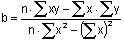 b = (n · ∑xy − ∑x · ∑y) / (n · ∑x² − (∑x)²)